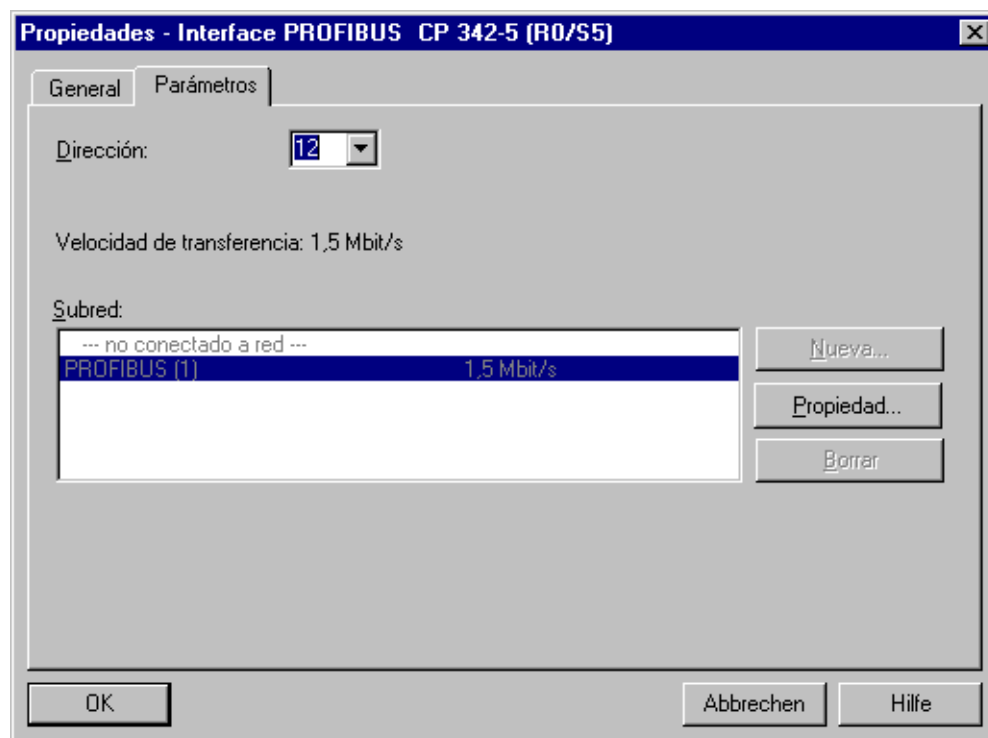 Propiedades - Interface PROFIBUS CP 342-5 (R0/S5)
General
Parámetros
Dirección:
12
Velocidad de transferencia: 1,5 Mbit/s
Subred:
--- no conectado a red ---
PROFIBUS (1) 1,5 Mbit/s
Nueva...
Propiedad...
Borrar
OK
Abbrechen
Hilfe